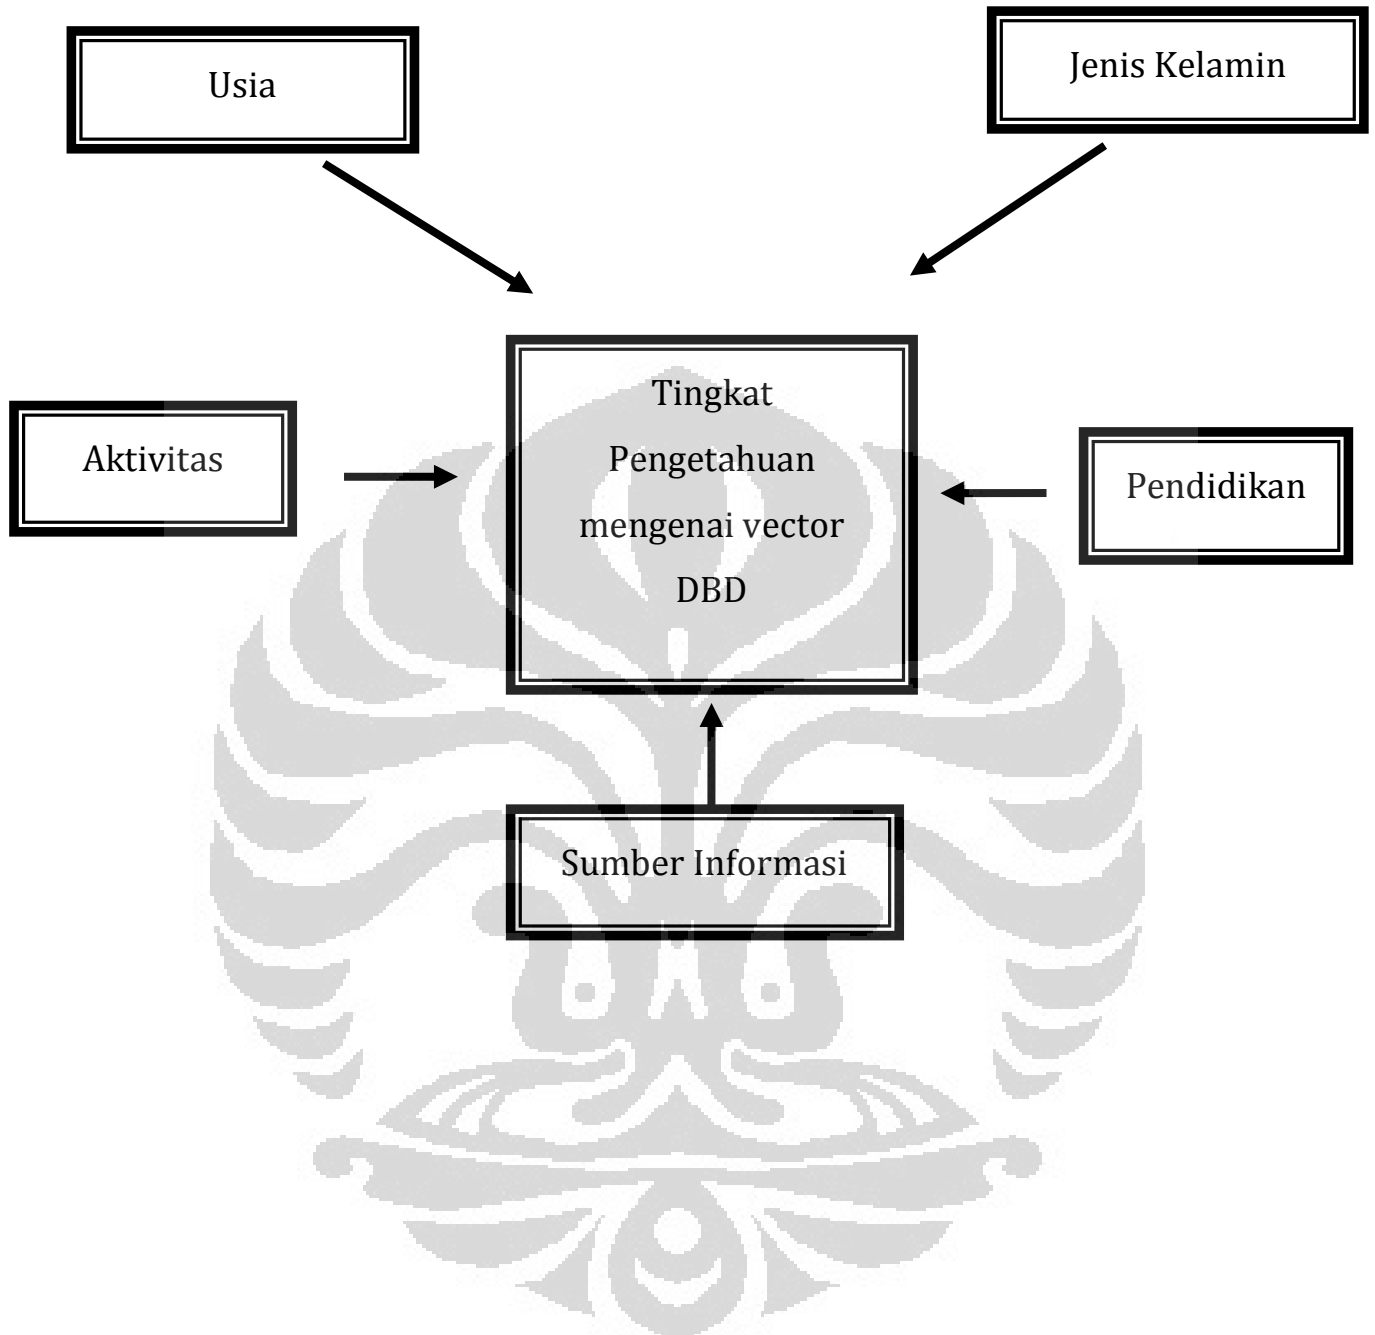 Usia
Jenis Kelamin
Tingkat
Pengetahuan
mengenai vector
DBD
Aktivitas
Pendidikan
Sumber Informasi